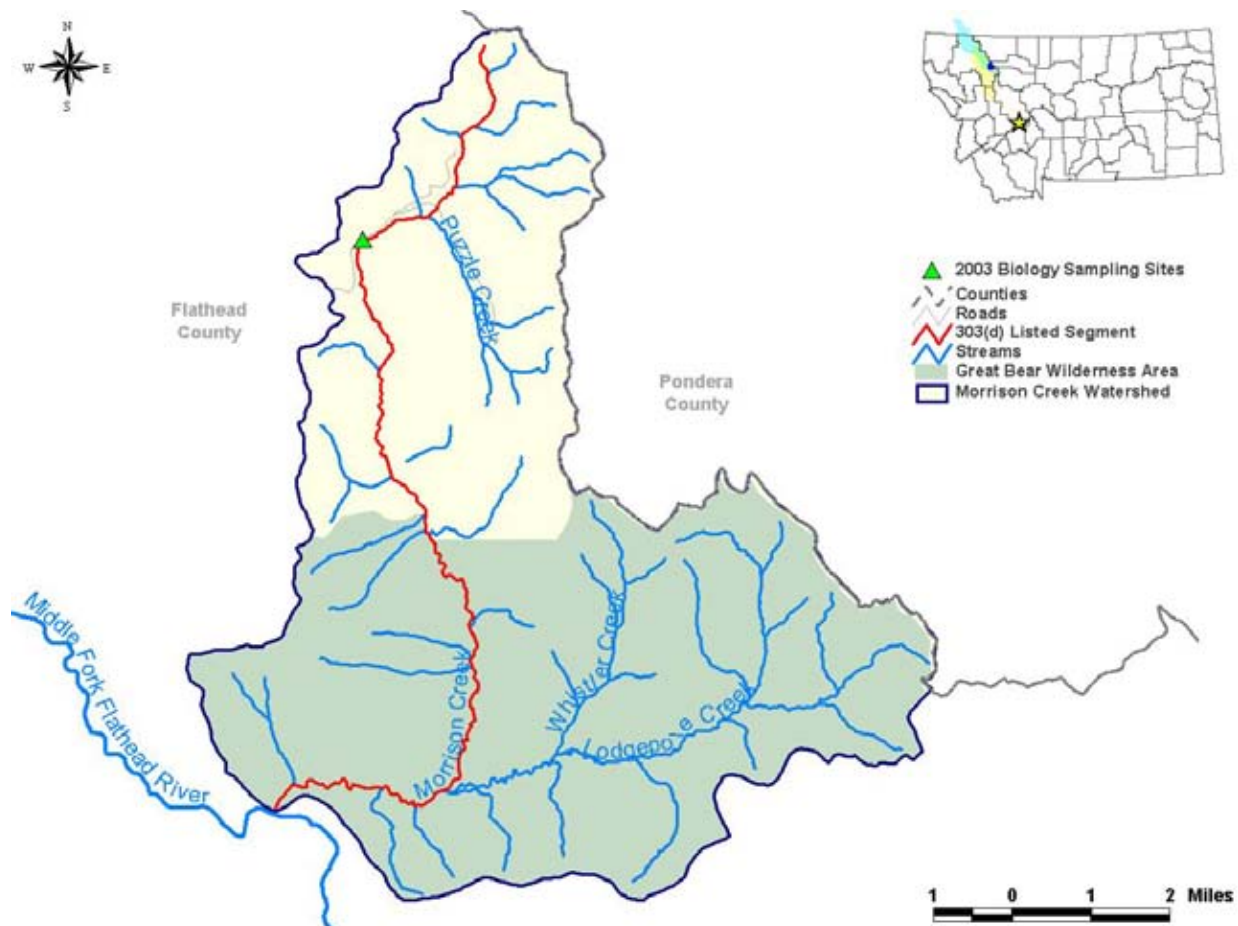 N
W E
S
Flathead
County
Puzzle Creek
Pondera
County
2003 Biology Sampling Sites
Counties
Roads
303(d) Listed Segment
Streams
Great Bear Wilderness Area
Morrison Creek Watershed
Middle Fork Flathead River
Morrison Creek
Whistler Creek
Lodgepole Creek
1 0 1 2 Miles